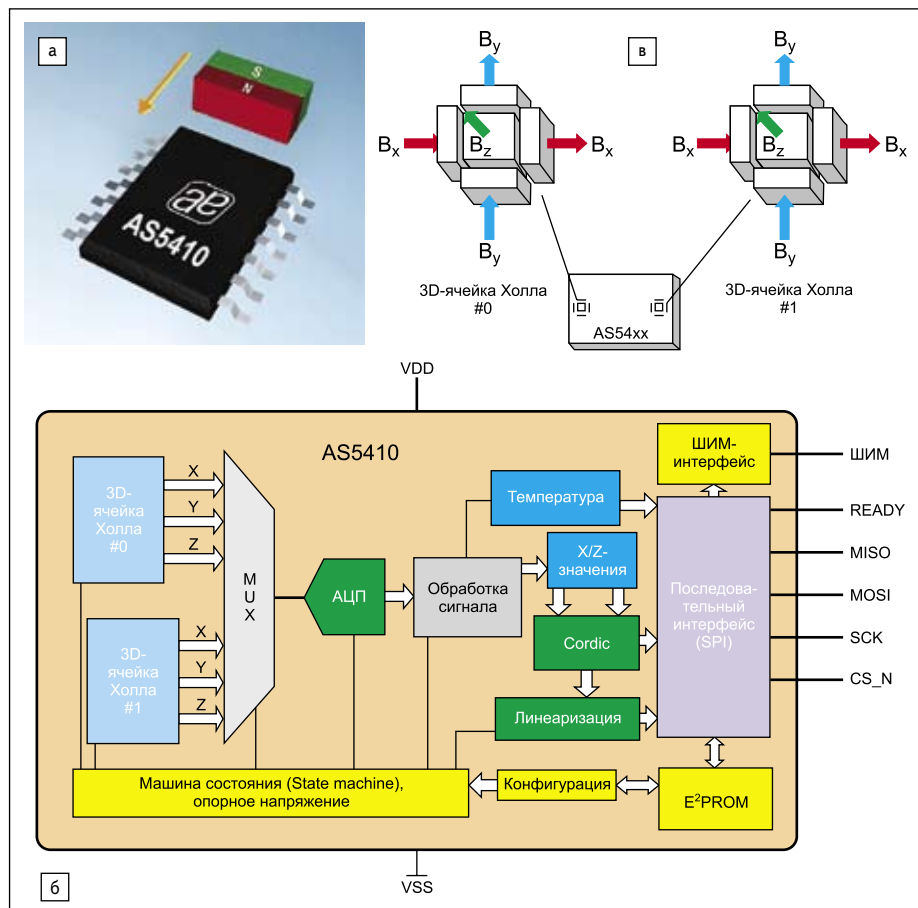 а
S
N
AS5410
в
By
Bx
Bz
Bx
By
3D-ячейка Холла
#0
By
Bx
Bz
Bx
By
3D-ячейка Холла
#1
AS54xx
VDD
AS5410
3D-
ячейка
Холла
#0
X
Y
Z
3D-
ячейка
Холла
#1
X
Y
Z
MUX
АЦП
Обработка
сигнала
Температура
X/Z-
значения
Cordic
Линеаризация
ШИМ-
интерфейс
Последова-
тельный
интерфейс
(SPI)
ШИМ
READY
MISO
MOSI
SCK
CS_N
Машина состояния (State machine),
опорное напряжение
Конфигурация
E²PROM
VSS
б